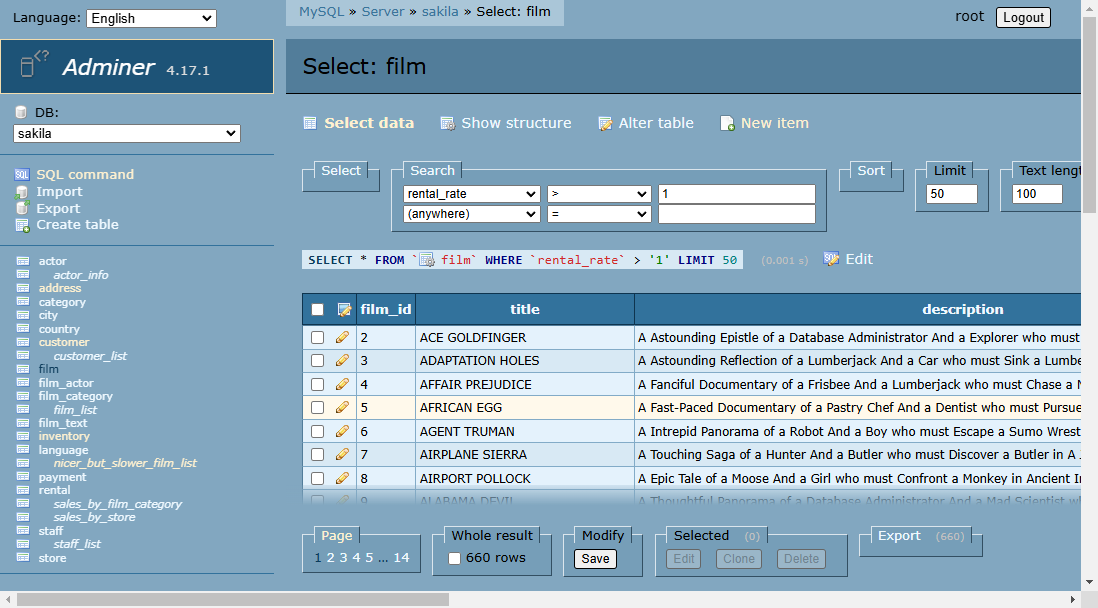 Language: English
MySQL » Server » sakila » Select: film
root Logout
Adminer 4.17.1
Select: film
DB:
sakila
Select data Show structure Alter table New item
SQL command
Import
Export
Create table
Select Search Sort Limit Text lengt
rental_rate > 1 50 100
(anywhere) =
SELECT * FROM `film` WHERE `rental_rate` > '1' LIMIT 50 (0.001 s) Edit
actor
actor_info
address
category
city
country
customer
customer_list
film
film_actor
film_category
film_list
film_text
inventory
language
nicer_but_slower_film_list
payment
rental
sales_by_film_category
sales_by_store
staff
staff_list
store
film_id title description
2 ACE GOLDFINGER A Astounding Epistle of a Database Administrator And a Explorer who must
3 ADAPTATION HOLES A Astounding Reflection of a Lumberjack And a Car who must Sink a Lumbe
4 AFFAIR PREJUDICE A Fanciful Documentary of a Frisbee And a Lumberjack who must Chase a
5 AFRICAN EGG A Fast-Paced Documentary of a Pastry Chef And a Dentist who must Pursue
6 AGENT TRUMAN A Intrepid Panorama of a Robot And a Boy who must Escape a Sumo Wrest
7 AIRPLANE SIERRA A Touching Saga of a Hunter And a Butler who must Discover a Butler in A
8 AIRPORT POLLOCK A Epic Tale of a Moose And a Girl who must Confront a Monkey in Ancient
9 ALABAMA DEVIL A Thoughtful Panorama of a Database Administrator And a Mad Scientist
Page Whole result Modify Selected (0) Export (660)
1 2 3 4 5 … 14 660 rows Save Edit Clone Delete